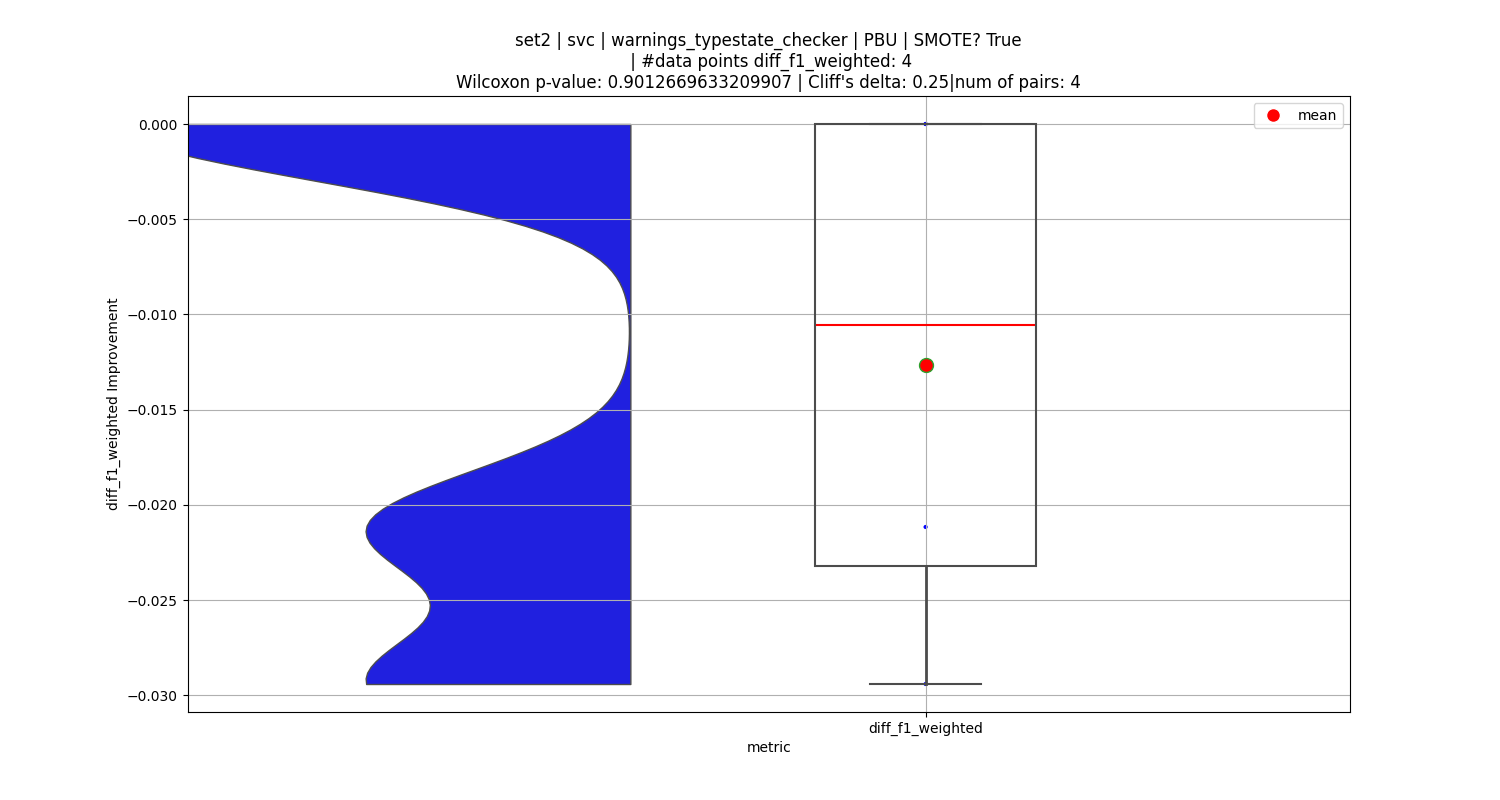 set2 | svc | warnings_typestate_checker | PBU | SMOTE? True
| #data points diff_f1_weighted: 4
Wilcoxon p-value: 0.9012669633209907 | Cliff's delta: 0.25|num of pairs: 4
mean
0.000
−0.005
−0.010
−0.015
−0.020
−0.025
−0.030
diff_f1_weighted Improvement
diff_f1_weighted
metric